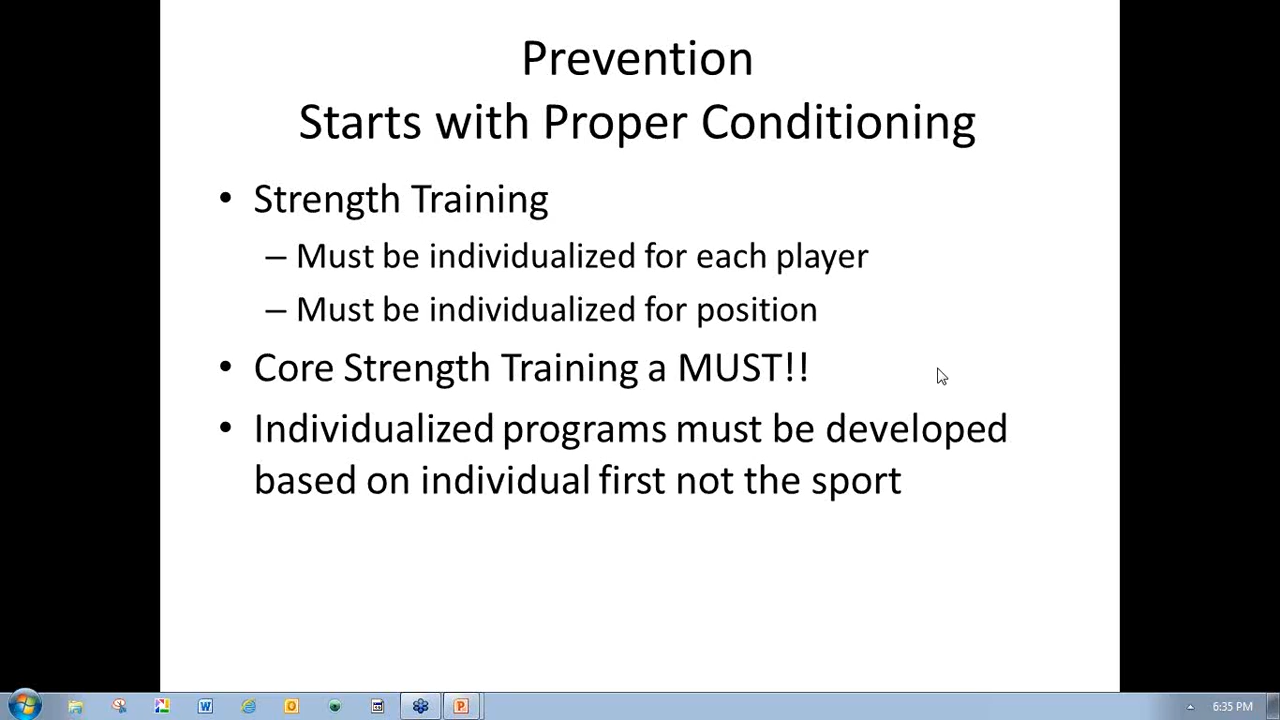 Prevention
Starts with Proper Conditioning
• Strength Training
– Must be individualized for each player
– Must be individualized for position
• Core Strength Training a MUST!!
• Individualized programs must be developed
based on individual first not the sport
6:35 PM